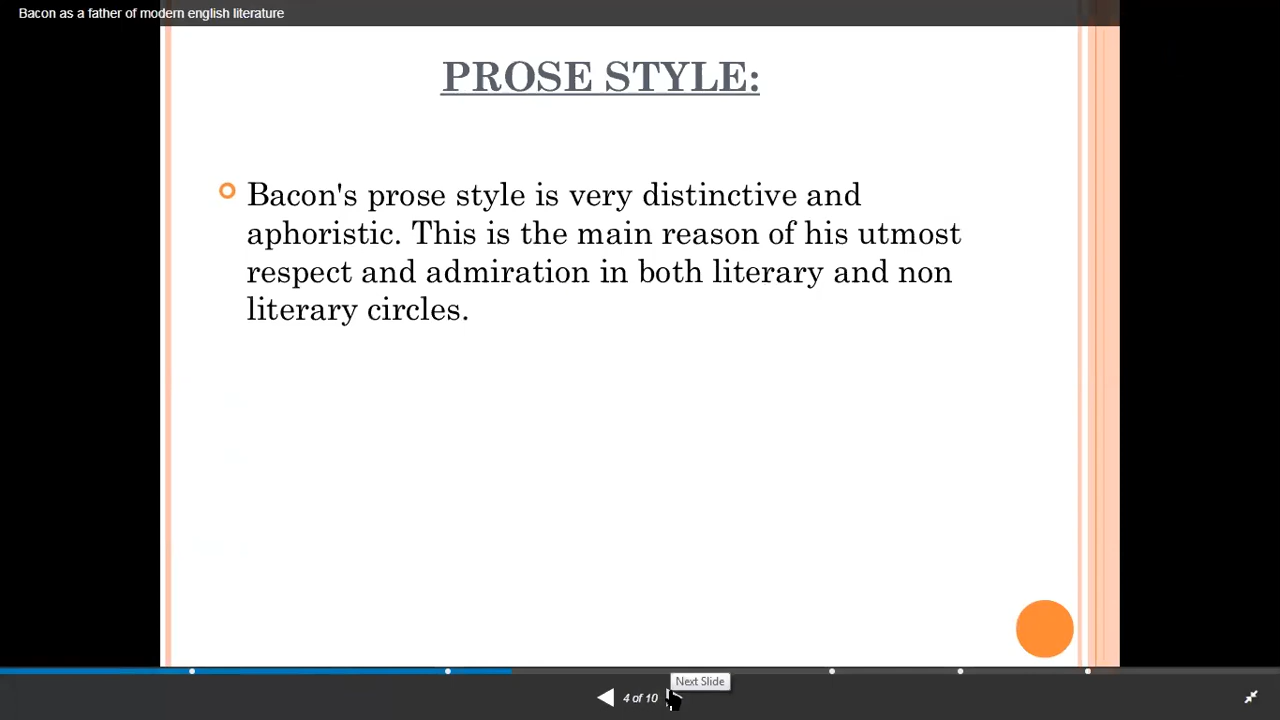 Bacon as a father of modern english literature
PROSE STYLE:
Bacon's prose style is very distinctive and
aphoristic. This is the main reason of his utmost
respect and admiration in both literary and non
literary circles.
Next Slide
4 of 10